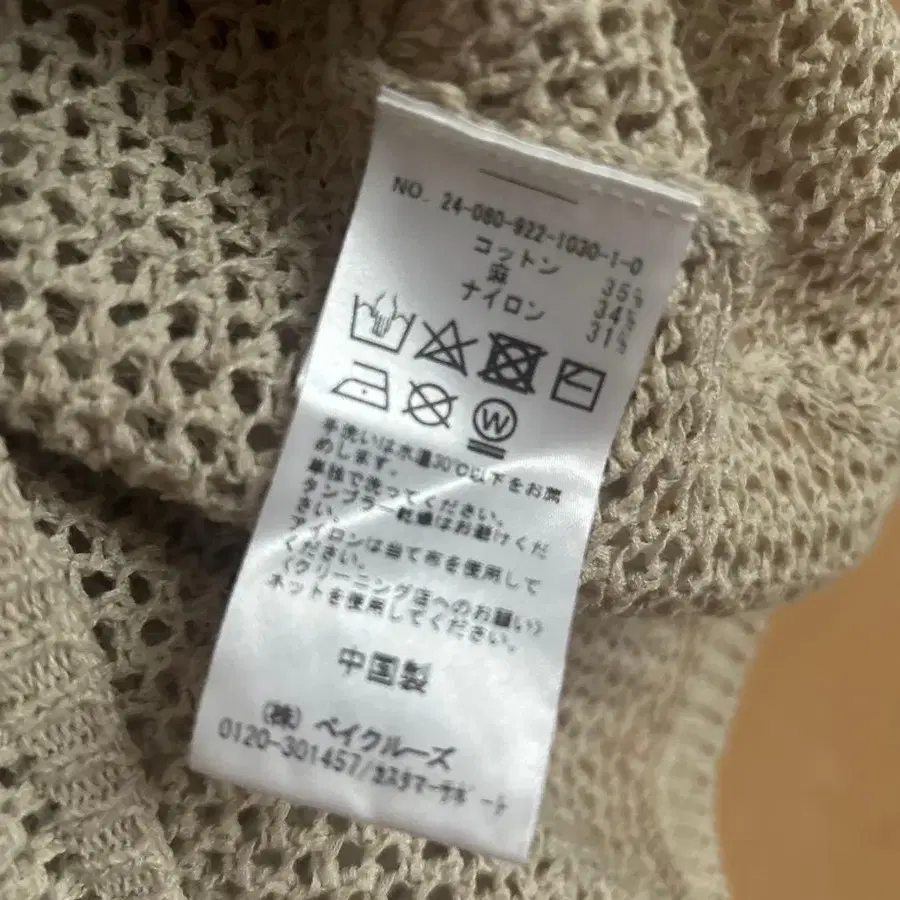 NO. 24-080-922-1030-1-0
コットン 35%
麻 34%
ナイロン 31%
W
手洗いは水温30℃以下をお薦
めします。
単独で洗ってください。
タンブラー乾燥はお避けくだ
さい。
アイロンは当て布を使用して
ください。
〈クリーニング店へのお願い〉
ネットを使用してください。
中国製
(株) ベイクルーズ
0120-301457/カスタマーサポート